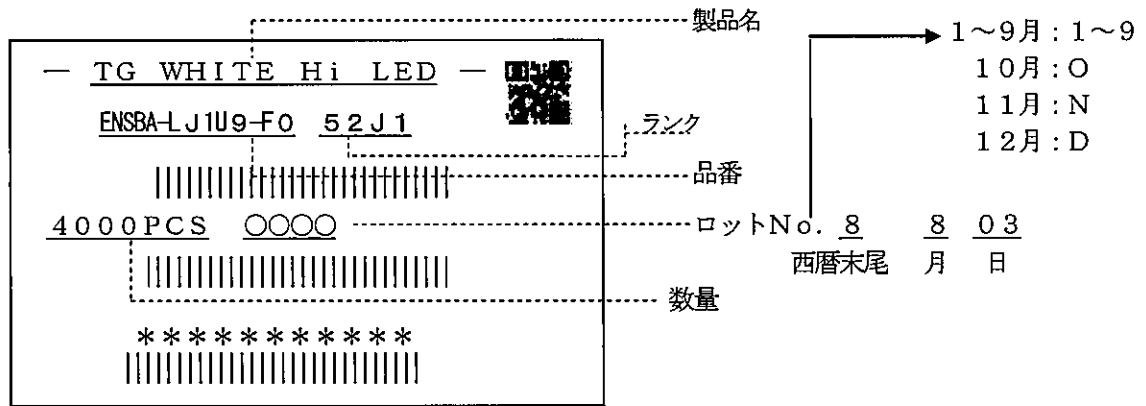 製品名
1～9月：1～9
10月：O
11月：N
12月：D
― TG WHITE Hi LED ―
ENSBA-LJ1U9-F0 52J1
ランク
品番
4000PCS ○○○○
ロットNo. 8 8 03
西暦末尾 月 日
数量
***********